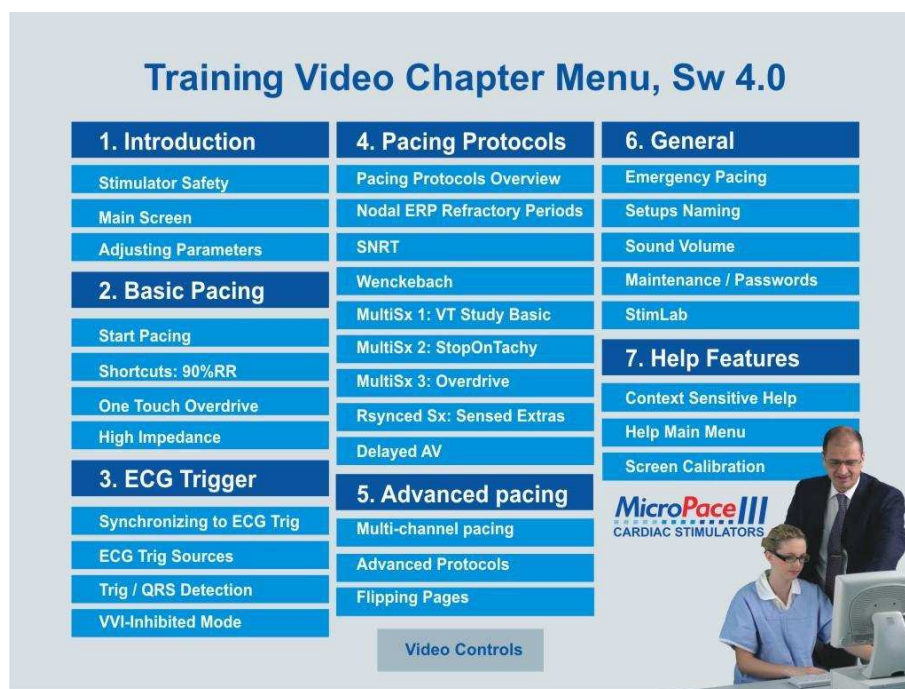 Training Video Chapter Menu, Sw 4.0
1. Introduction
Stimulator Safety
Main Screen
Adjusting Parameters
2. Basic Pacing
Start Pacing
Shortcuts: 90%RR
One Touch Overdrive
High Impedance
3. ECG Trigger
Synchronizing to ECG Trig
ECG Trig Sources
Trig / QRS Detection
VVI-Inhibited Mode
4. Pacing Protocols
Pacing Protocols Overview
Nodal ERP Refractory Periods
SNRT
Wenckebach
MultiSx 1: VT Study Basic
MultiSx 2: StopOnTachy
MultiSx 3: Overdrive
Rsynced Sx: Sensed Extras
Delayed AV
5. Advanced pacing
Multi-channel pacing
Advanced Protocols
Flipping Pages
6. General
Emergency Pacing
Setups Naming
Sound Volume
Maintenance / Passwords
StimLab
7. Help Features
Context Sensitive Help
Help Main Menu
Screen Calibration
MicroPace III
CARDIAC STIMULATORS
Video Controls